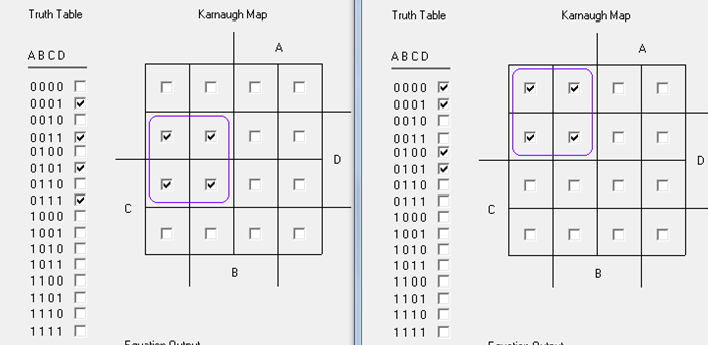 Truth Table
Karnaugh Map
A B C D
A
0000
0001
0010
0011
0100
0101
0110
0111
1000
1001
1010
1011
1100
1101
1110
1111
D
C
B
Equation Output
Truth Table
Karnaugh Map
A B C D
A
0000
0001
0010
0011
0100
0101
0110
0111
1000
1001
1010
1011
1100
1101
1110
1111
D
C
B
Equation Output